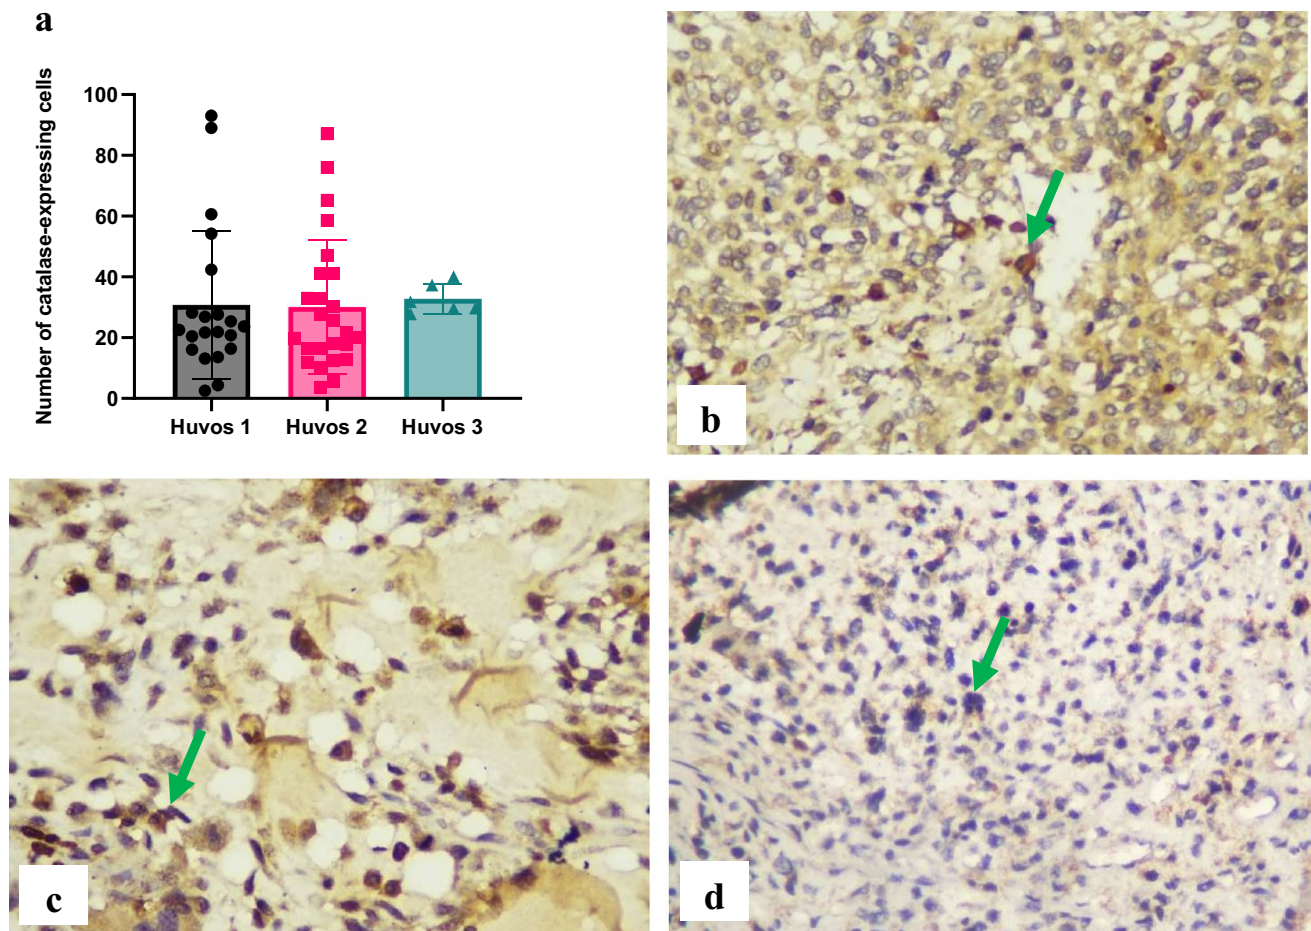 a
Number of catalase-expressing cells
100
80
60
40
20
0
Huvos 1 Huvos 2 Huvos 3
b
c
d